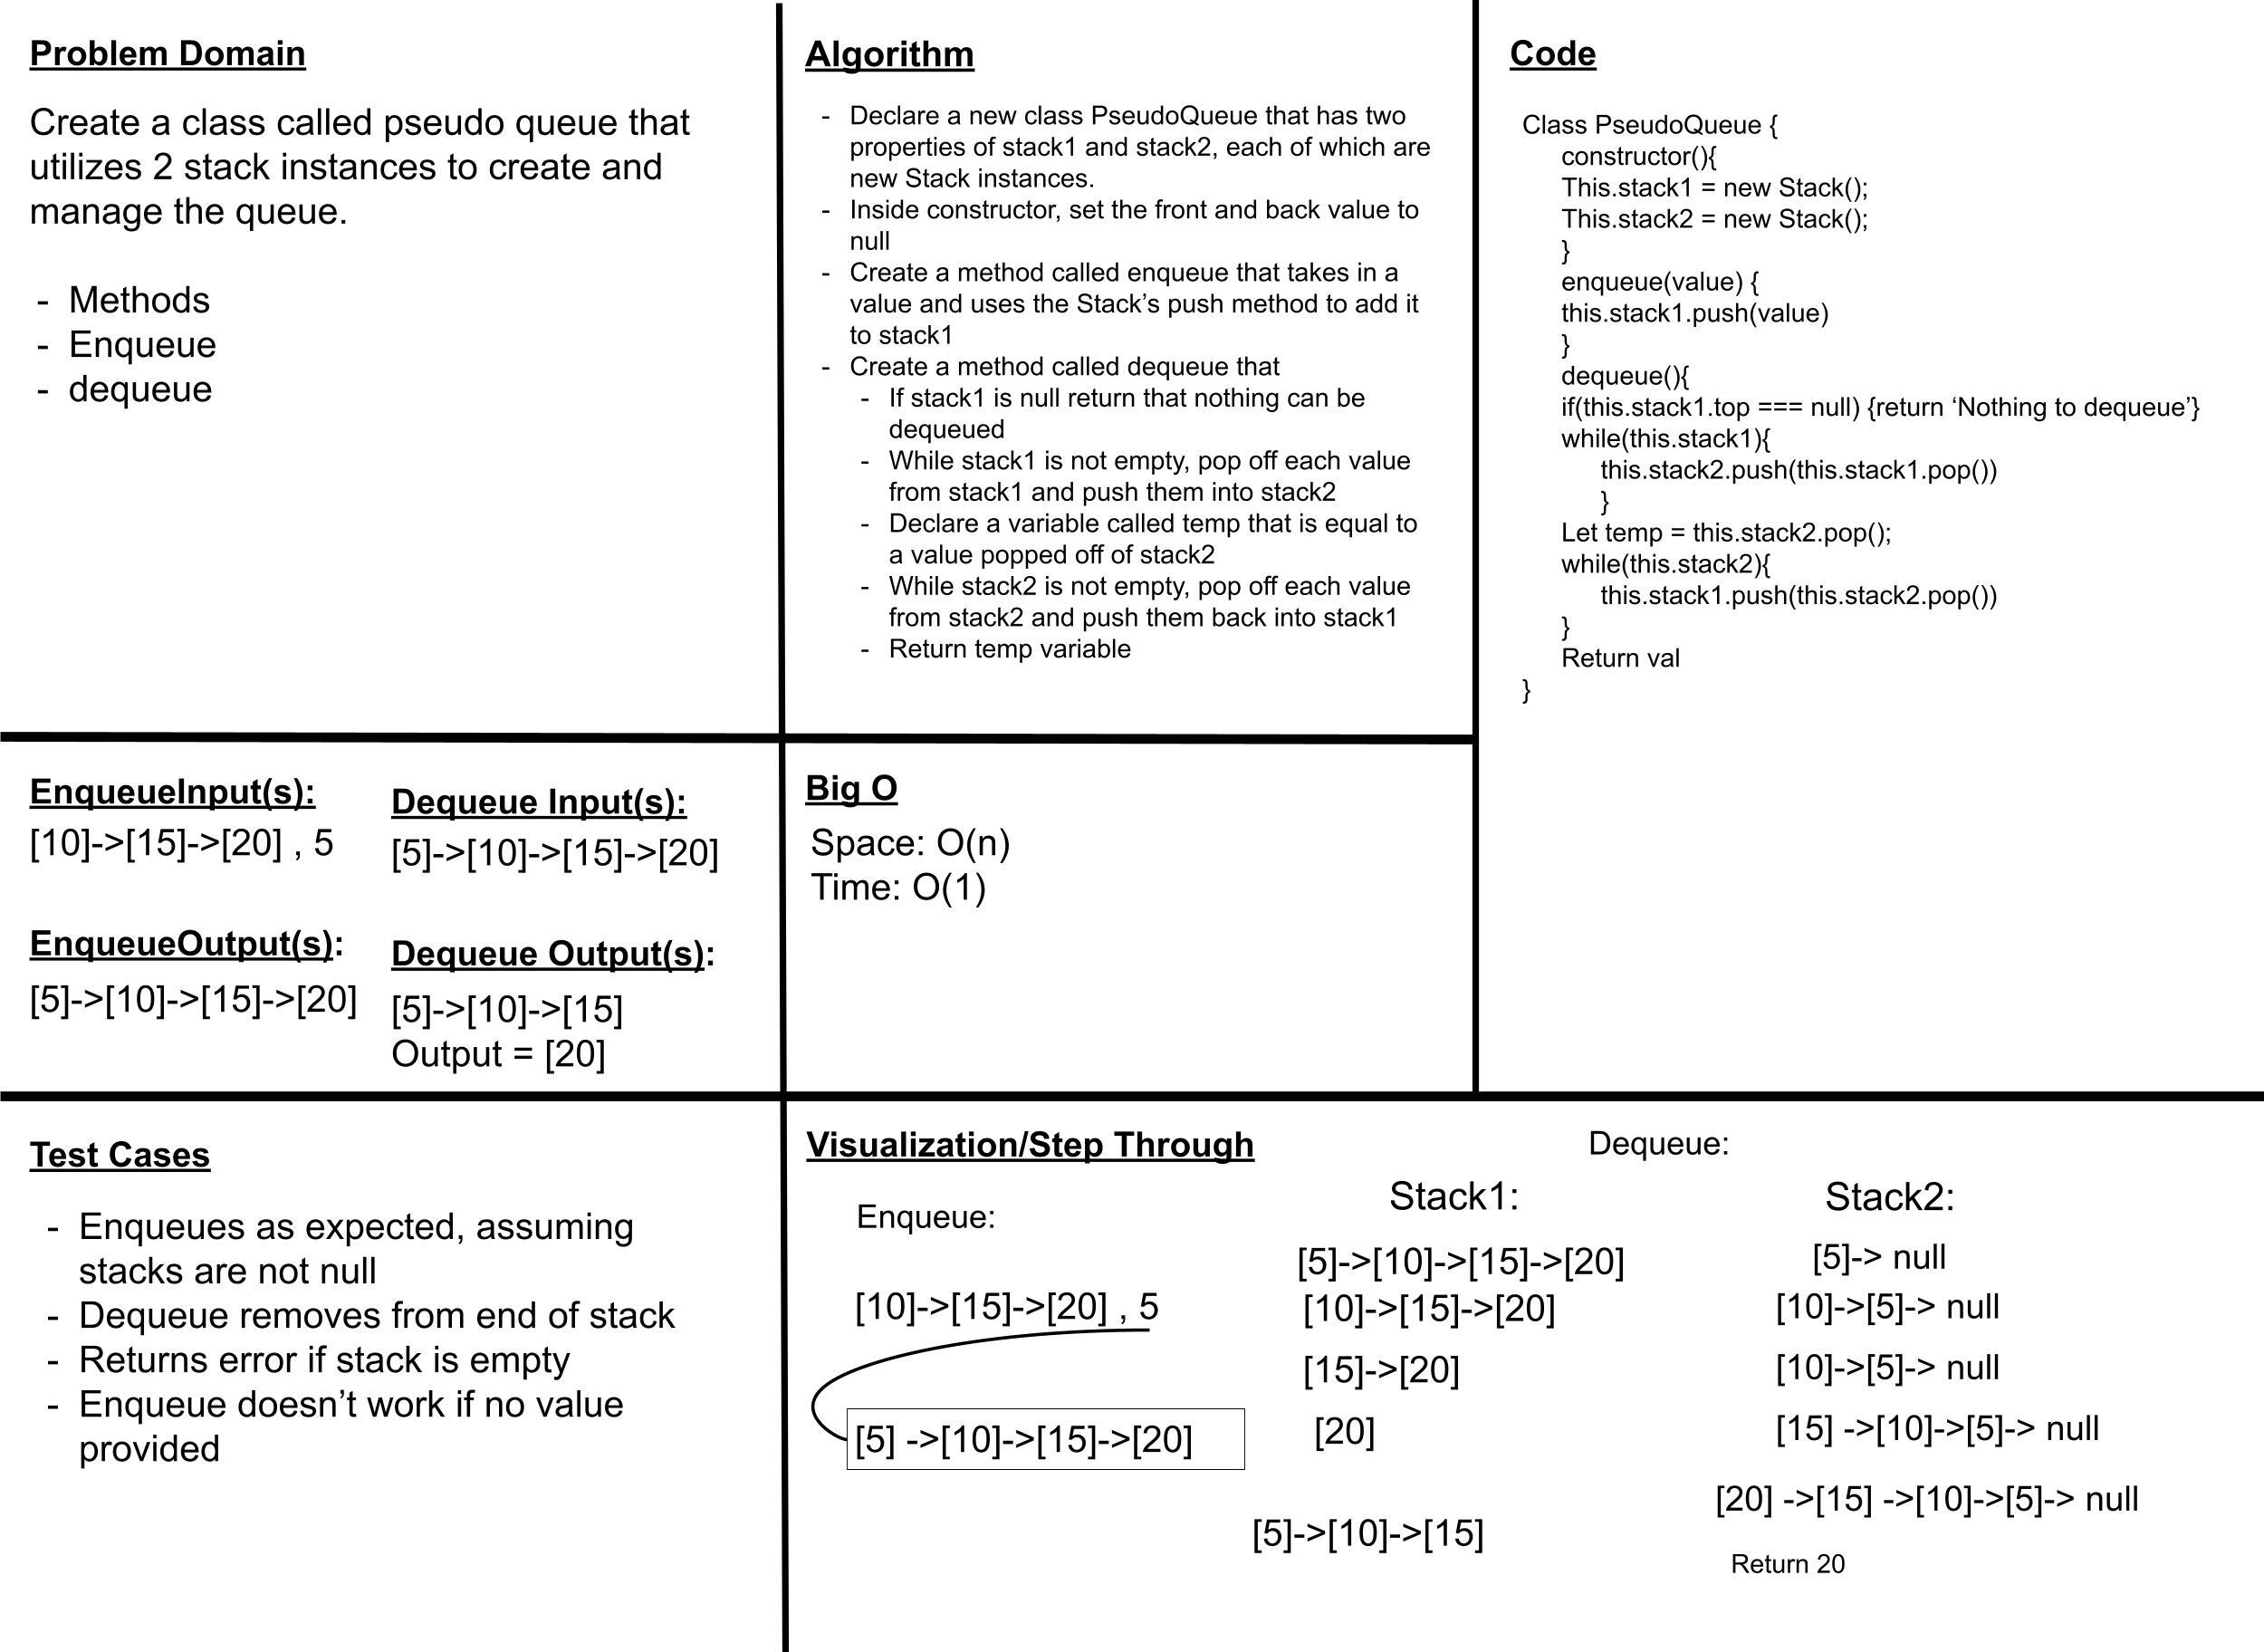 Problem Domain
Create a class called pseudo queue that
utilizes 2 stack instances to create and
manage the queue.
- Methods
- Enqueue
- dequeue
Algorithm
- Declare a new class PseudoQueue that has two
properties of stack1 and stack2, each of which are
new Stack instances.
- Inside constructor, set the front and back value to
null
- Create a method called enqueue that takes in a
value and uses the Stack’s push method to add it
to stack1
- Create a method called dequeue that
- If stack1 is null return that nothing can be
dequeued
- While stack1 is not empty, pop off each value
from stack1 and push them into stack2
- Declare a variable called temp that is equal to
a value popped off of stack2
- While stack2 is not empty, pop off each value
from stack2 and push them back into stack1
- Return temp variable
Code
Class PseudoQueue {
constructor(){
This.stack1 = new Stack();
This.stack2 = new Stack();
}
enqueue(value) {
this.stack1.push(value)
}
dequeue(){
if(this.stack1.top === null) {return ‘Nothing to dequeue’}
while(this.stack1){
this.stack2.push(this.stack1.pop())
}
Let temp = this.stack2.pop();
while(this.stack2){
this.stack1.push(this.stack2.pop())
}
Return val
}
EnqueueInput(s):
[10]->[15]->[20] , 5
EnqueueOutput(s):
[5]->[10]->[15]->[20]
Dequeue Input(s):
[5]->[10]->[15]->[20]
Dequeue Output(s):
[5]->[10]->[15]
Output = [20]
Big O
Space: O(n)
Time: O(1)
Test Cases
- Enqueues as expected, assuming
stacks are not null
- Dequeue removes from end of stack
- Returns error if stack is empty
- Enqueue doesn’t work if no value
provided
Visualization/Step Through
Enqueue:
[10]->[15]->[20] , 5
[5] ->[10]->[15]->[20]
Dequeue:
Stack1:
[5]->[10]->[15]->[20]
[10]->[15]->[20]
[15]->[20]
[20]
[5]->[10]->[15]
Stack2:
[5]-> null
[10]->[5]-> null
[10]->[5]-> null
[15] ->[10]->[5]-> null
[20] ->[15] ->[10]->[5]-> null
Return 20